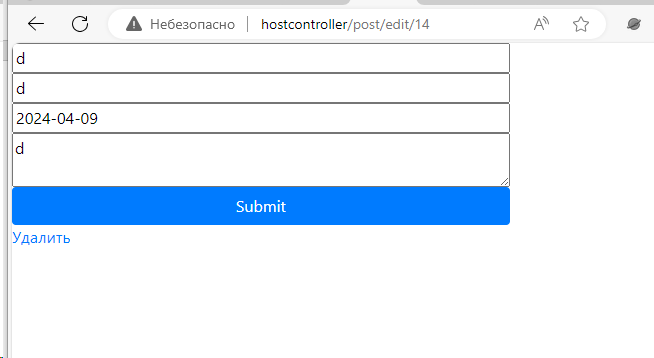 Небезопасно hostcontroller/post/edit/14
d
d
2024-04-09
d
Submit
Удалить